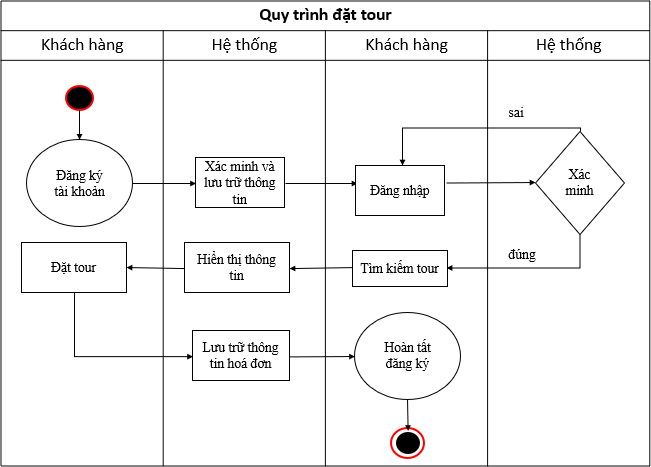 Quy trình đặt tour
Khách hàng
Hệ thống
Khách hàng
Hệ thống
sai
Đăng ký
tài khoản
Xác minh và
lưu trữ thông
tin
Đăng nhập
Xác
minh
đúng
Đặt tour
Hiển thị thông
tin
Tìm kiếm tour
Lưu trữ thông
tin hoá đơn
Hoàn tất
đăng ký